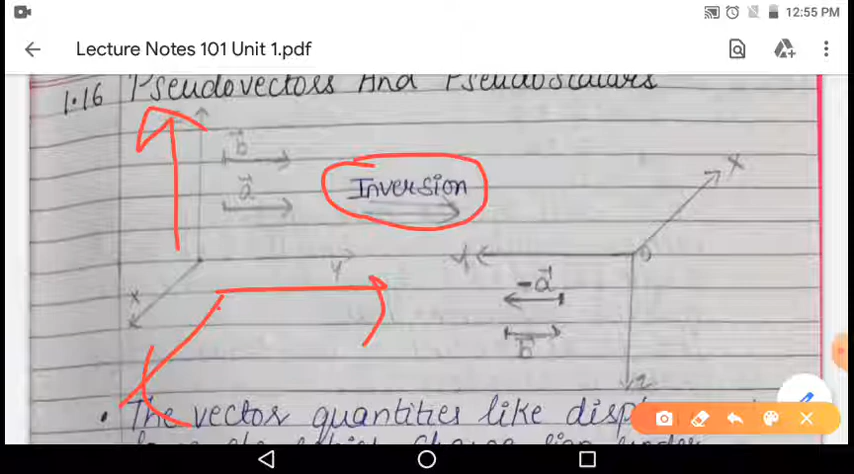 12:55 PM
Lecture Notes 101 Unit 1.pdf
1.16 Pseudovectors And Pseudoscalars
b
a
Inversion
X
Y
Y
O
X
-a
b
Z
• The vector quantities like